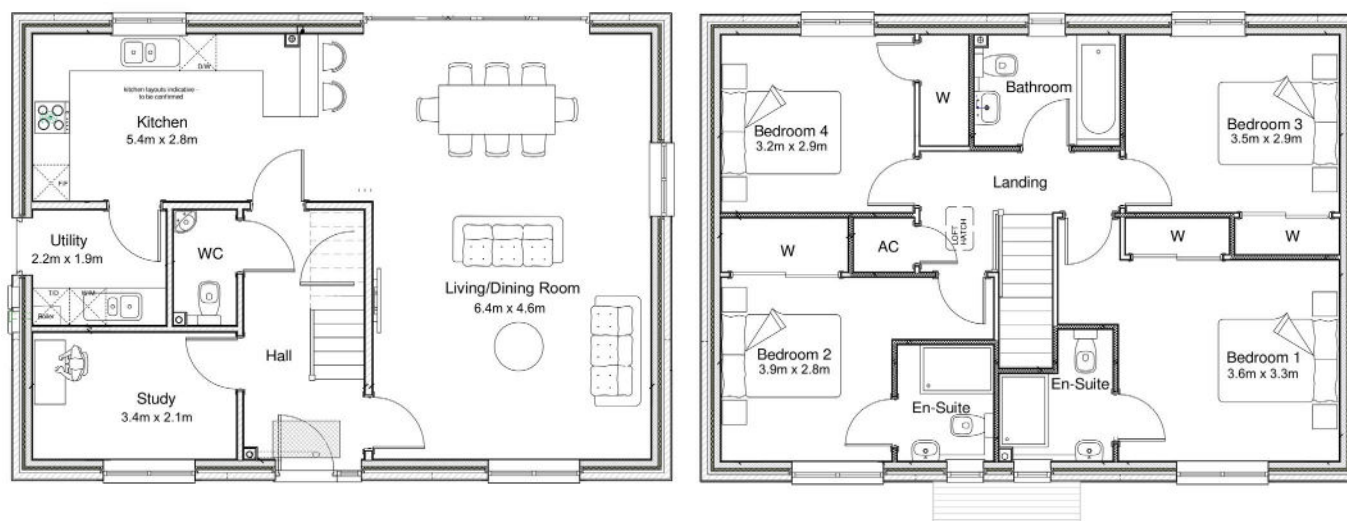 kitchen layouts indicative -
to be confirmed
D/W
Kitchen
5.4m x 2.8m
F/F
Utility
2.2m x 1.9m
T/D
W/M
Boiler
WC
Living/Dining Room
6.4m x 4.6m
Hall
Study
3.4m x 2.1m
W
Bathroom
Bedroom 4
3.2m x 2.9m
Bedroom 3
3.5m x 2.9m
Landing
LOFT
HATCH
W
AC
W
W
Bedroom 2
3.9m x 2.8m
En-Suite
En-Suite
Bedroom 1
3.6m x 3.3m